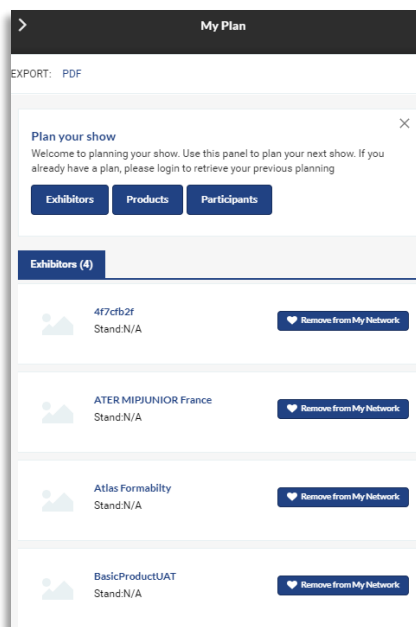 My Plan
EXPORT: PDF
Plan your show
Welcome to planning your show. Use this panel to plan your next show. If you
already have a plan, please login to retrieve your previous planning
Exhibitors Products Participants
Exhibitors (4)
4f7cfb2f
Stand:N/A
Remove from My Network
ATER MIPJUNIOR France
Stand:N/A
Remove from My Network
Atlas Formabilty
Stand:N/A
Remove from My Network
BasicProductUAT
Stand:N/A
Remove from My Network